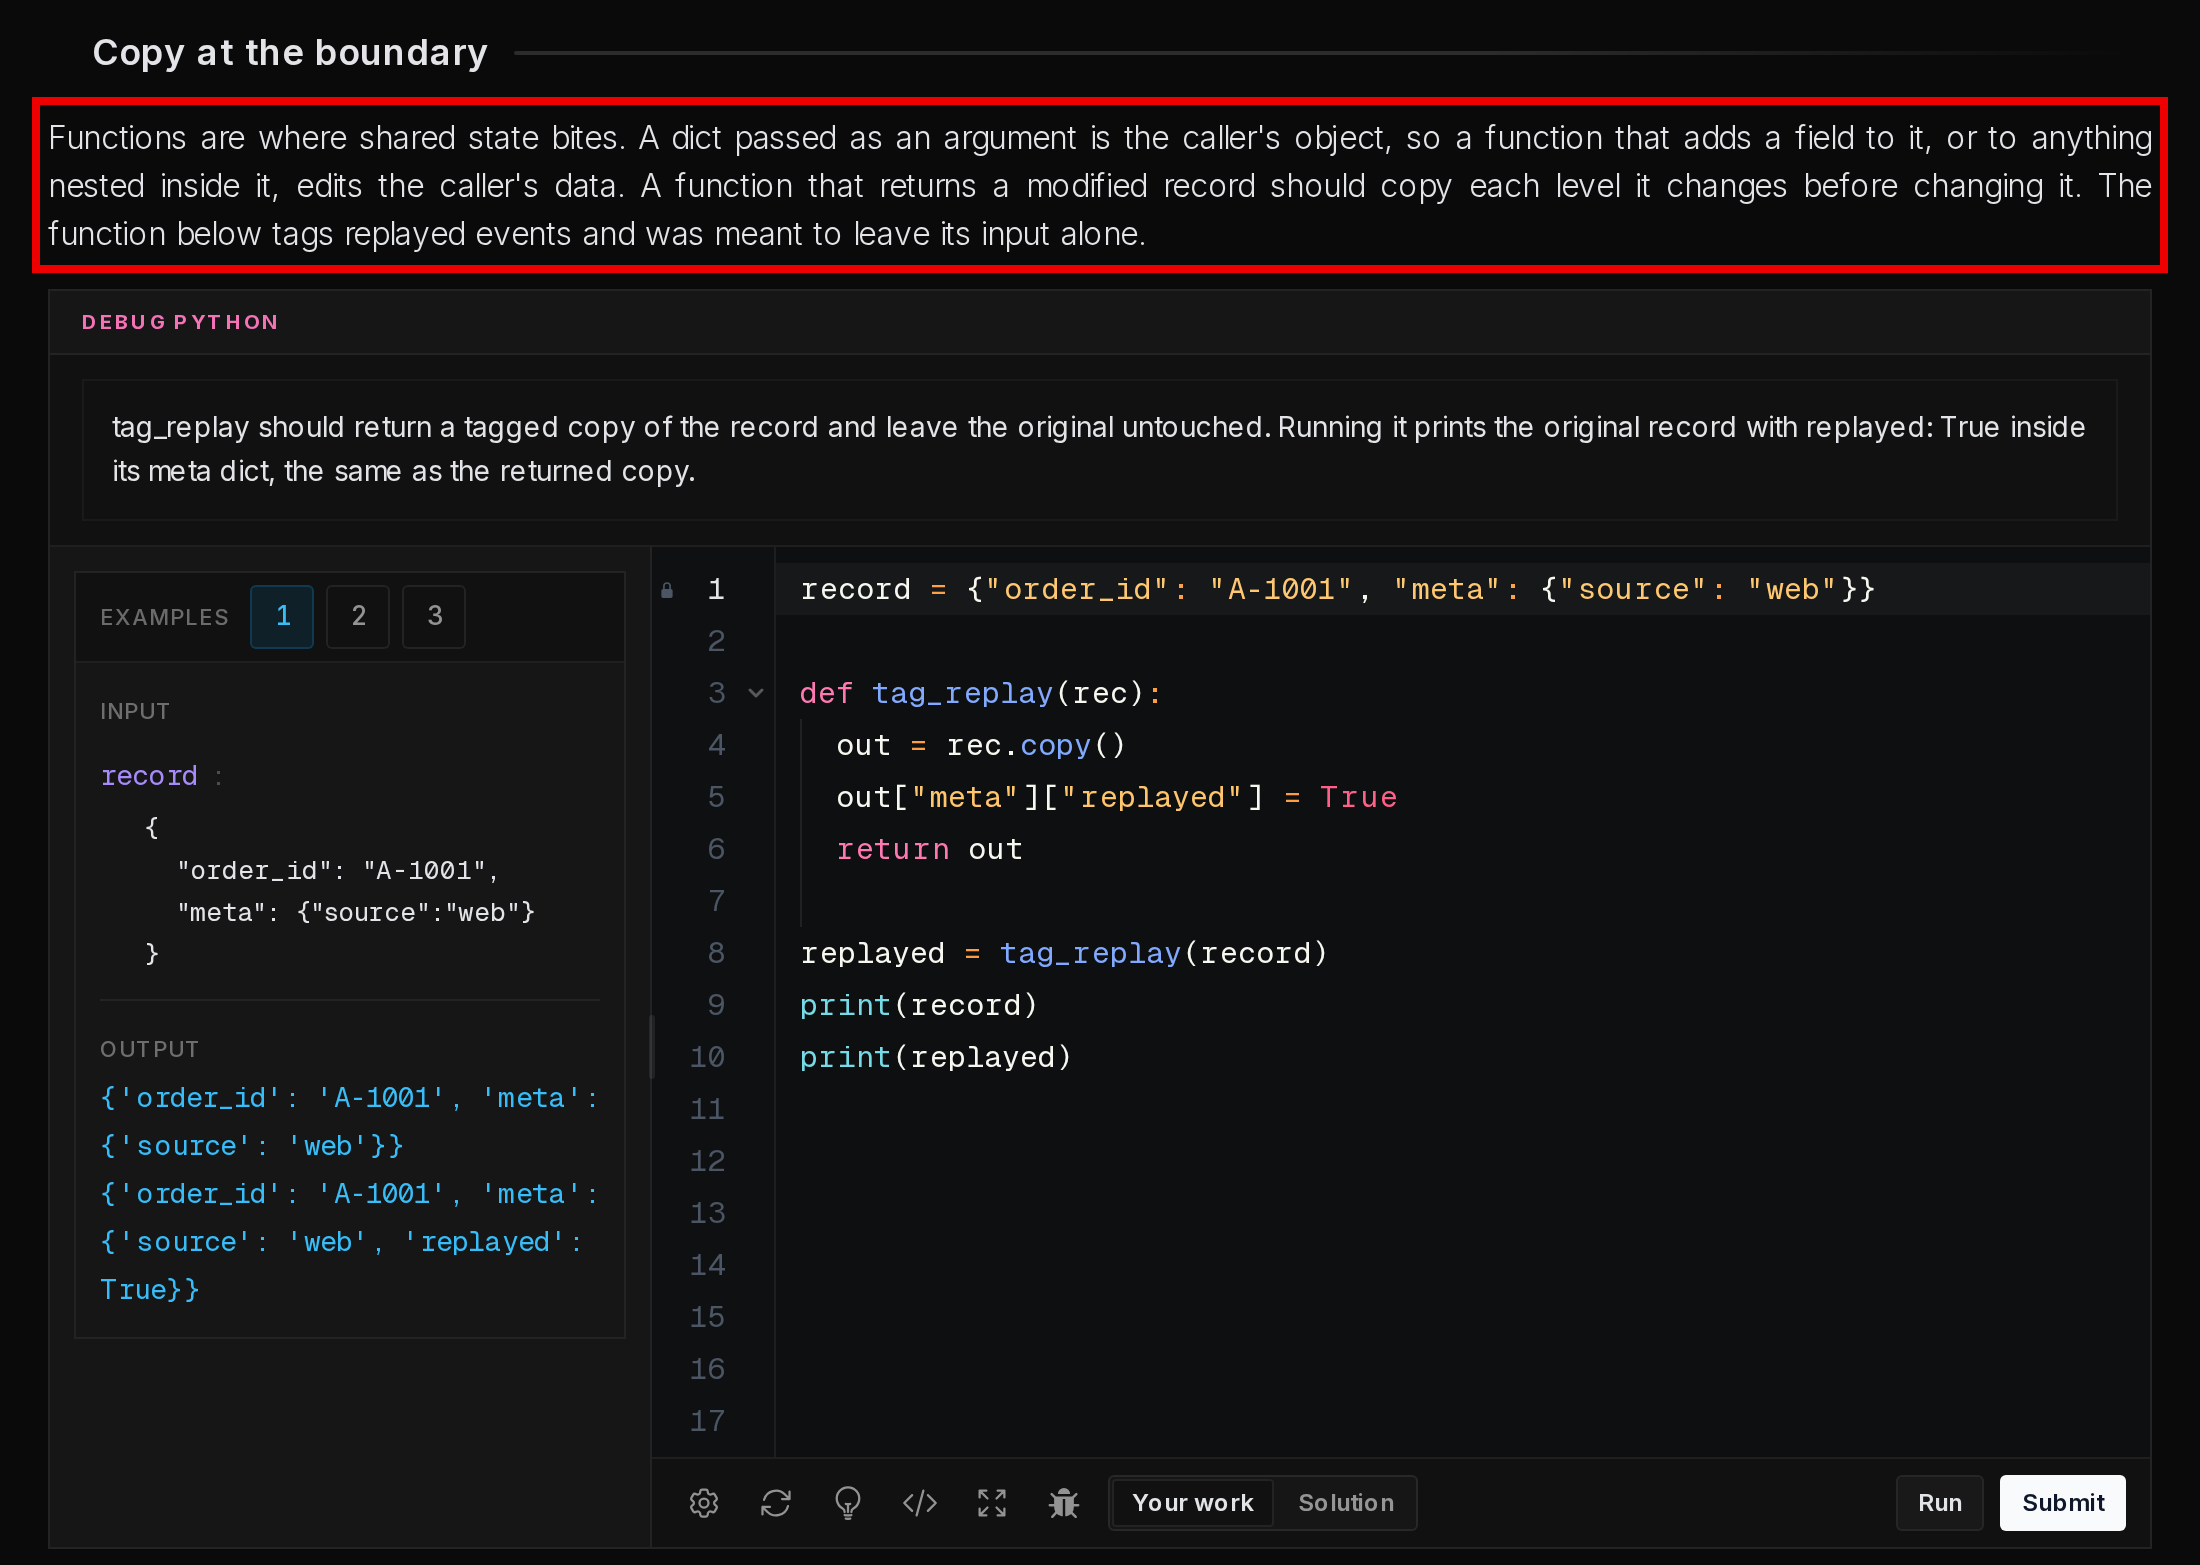 Copy at the boundary
Functions are where shared state bites. A dict passed as an argument is the caller's object, so a function that adds a field to it, or to anything
nested inside it, edits the caller's data. A function that returns a modified record should copy each level it changes before changing it. The
function below tags replayed events and was meant to leave its input alone.
DEBUG PYTHON
tag_replay should return a tagged copy of the record and leave the original untouched. Running it prints the original record with replayed: True inside
its meta dict, the same as the returned copy.
EXAMPLES 1 2 3
INPUT
record :
{
"order_id": "A-1001",
"meta": {"source":"web"}
}
OUTPUT
{'order_id': 'A-1001', 'meta':
{'source': 'web'}}
{'order_id': 'A-1001', 'meta':
{'source': 'web', 'replayed':
True}}
1 record = {"order_id": "A-1001", "meta": {"source": "web"}}
2
3 def tag_replay(rec):
4 out = rec.copy()
5 out["meta"]["replayed"] = True
6 return out
7
8 replayed = tag_replay(record)
9 print(record)
10 print(replayed)
11
12
13
14
15
16
17
Your work Solution Run Submit